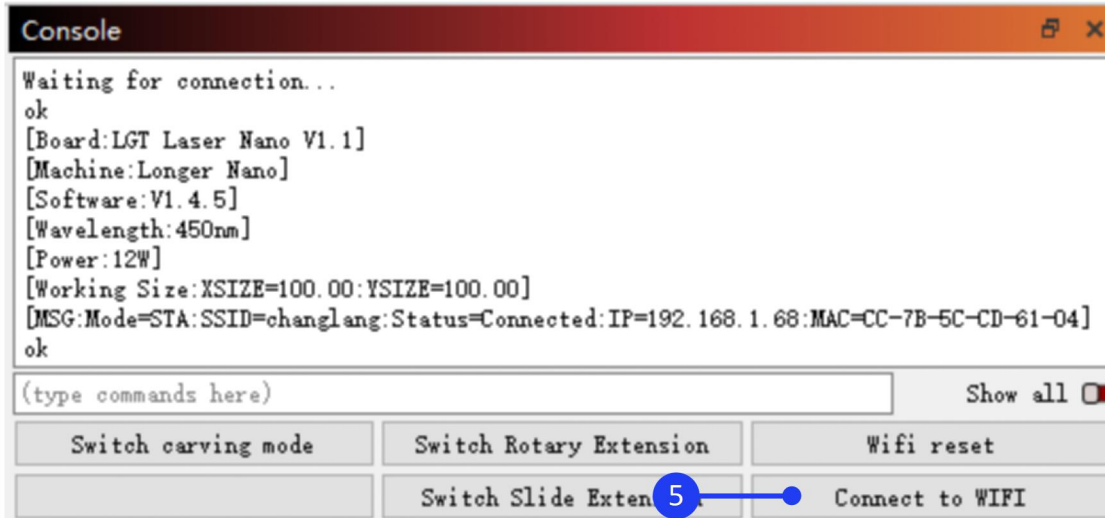 Console
Waiting for connection...
ok
[Board:LGT Laser Nano V1.1]
[Machine:Longer Nano]
[Software:V1.4.5]
[Wavelength:450nm]
[Power:12W]
[Working Size:XSIZE=100.00:YSIZE=100.00]
[MSG:Mode=STA:SSID=changlang:Status=Connected:IP=192.168.1.68:MAC=CC-7B-5C-CD-61-04]
ok
(type commands here) Show all
Switch carving mode Switch Rotary Extension Wifi reset
Switch Slide 5 Connect to WIFI